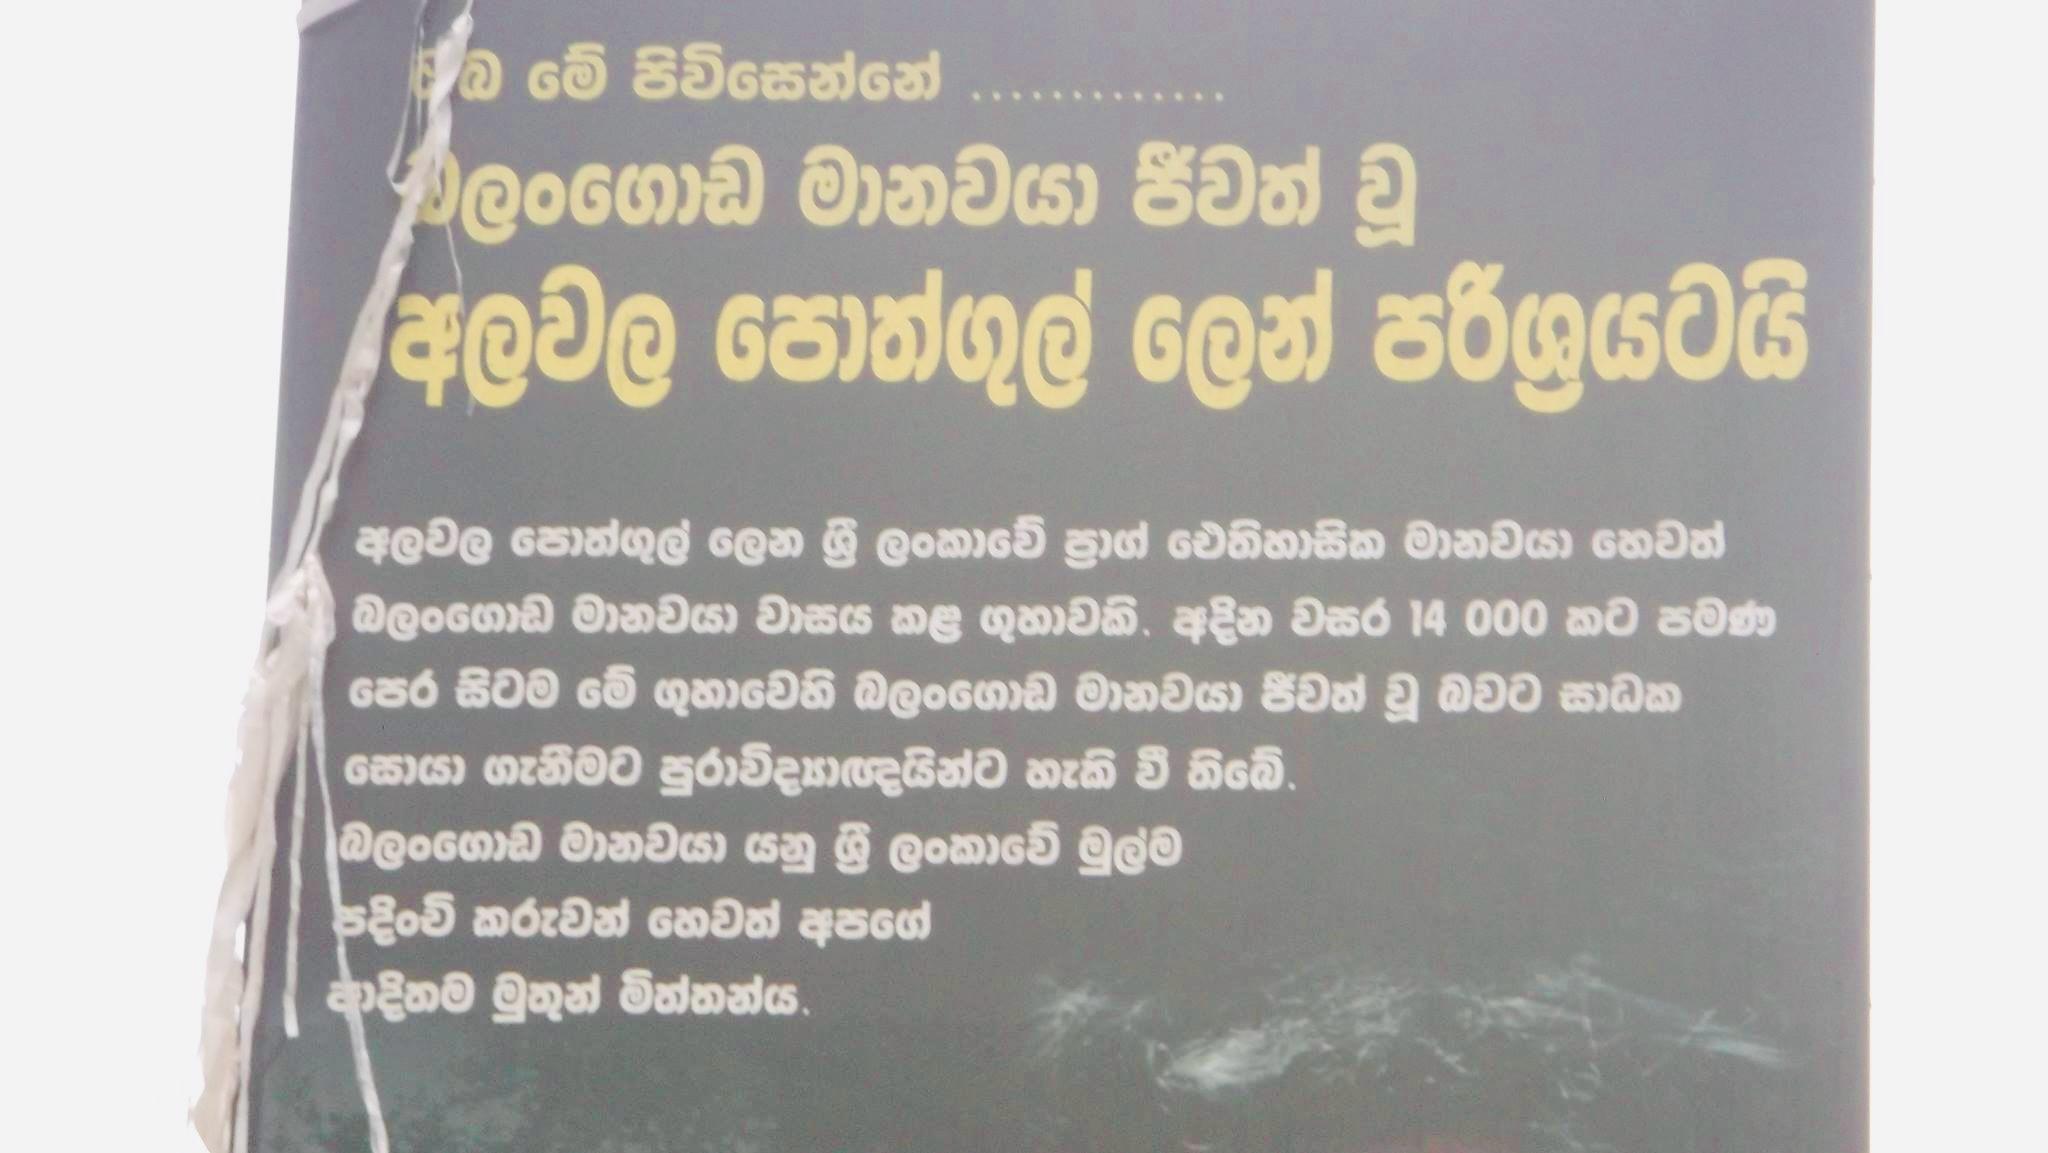 ඔබ මේ පිවිසෙන්නේ .............
බලංගොඩ මානවයා ජීවත් වූ
අලවල පොත්ගුල් ලෙන් පරිශ්‍රයටයි
අලවල පොත්ගුල් ලෙන ශ්‍රී ලංකාවේ ප්‍රාග් ඓතිහාසික මානවයා හෙවත්
බලංගොඩ මානවයා වාසය කළ ගුහාවකි. අදින වසර 14 000 කට පමණ
පෙර සිටම මේ ගුහාවෙහි බලංගොඩ මානවයා ජීවත් වූ බවට සාධක
සොයා ගැනීමට පුරාවිද්‍යාඥයින්ට හැකි වී තිබේ.
බලංගොඩ මානවයා යනු ශ්‍රී ලංකාවේ මුල්ම
පදිංචි කරුවන් හෙවත් අපගේ
ආදිතම මුතුන් මිත්තන්ය.